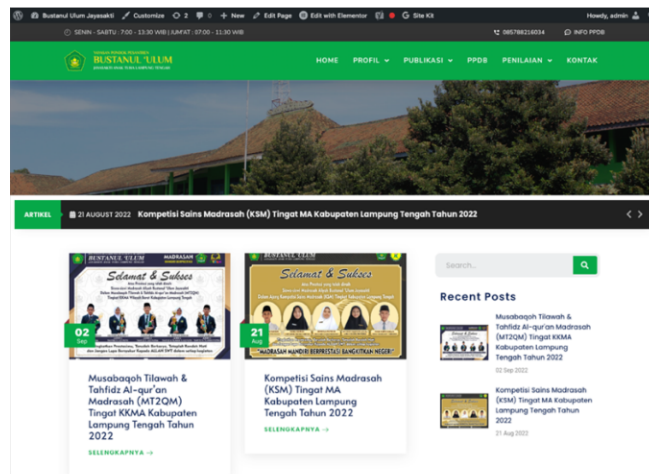 Bustanul Ulum Jayasakti Customize 2 0 New Edit Page Edit with Elementor Site Kit Howdy, admin
SENIN - SABTU : 7:00 - 13:30 WIB | JUM'AT : 07:00 - 11:30 WIB 085788216034 INFO PPDB
BUSTANUL 'ULUM
HOME PROFIL PUBLIKASI PPDB PENILAIAN KONTAK
ARTIKEL 21 AUGUST 2022 Kompetisi Sains Madrasah (KSM) Tingat MA Kabupaten Lampung Tengah Tahun 2022
BUSTANUL 'ULUM MADRASAH
Selamat & Sukses
02
Sep
Musabaqoh Tilawah &
Tahfidz Al-qur'an
Madrasah (MT2QM)
Tingat KKMA Kabupaten
Lampung Tengah Tahun
2022
SELENGKAPNYA
BUSTANUL 'ULUM
Selamat & Sukses
21
Aug
"MADRASAH MANDIRI BERPRESTASI BANGKITKAN NEGERI"
Kompetisi Sains Madrasah
(KSM) Tingat MA
Kabupaten Lampung
Tengah Tahun 2022
SELENGKAPNYA
Search...
Recent Posts
Musabaqoh Tilawah &
Tahfidz Al-qur'an Madrasah
(MT2QM) Tingat KKMA
Kabupaten Lampung
Tengah Tahun 2022
02 Sep 2022
Kompetisi Sains Madrasah
(KSM) Tingat MA Kabupaten
Lampung Tengah Tahun
2022
21 Aug 2022